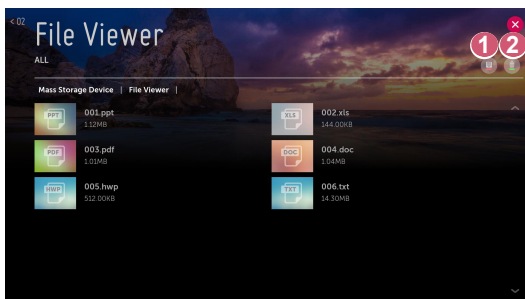 < 02
File Viewer
ALL
1 2
Mass Storage Device | File Viewer |
PPT 001.ppt
1.12MB
XLS 002.xls
144.00KB
PDF 003.pdf
1.01MB
DOC 004.doc
1.04MB
HWP 005.hwp
512.00KB
TXT 006.txt
14.30MB